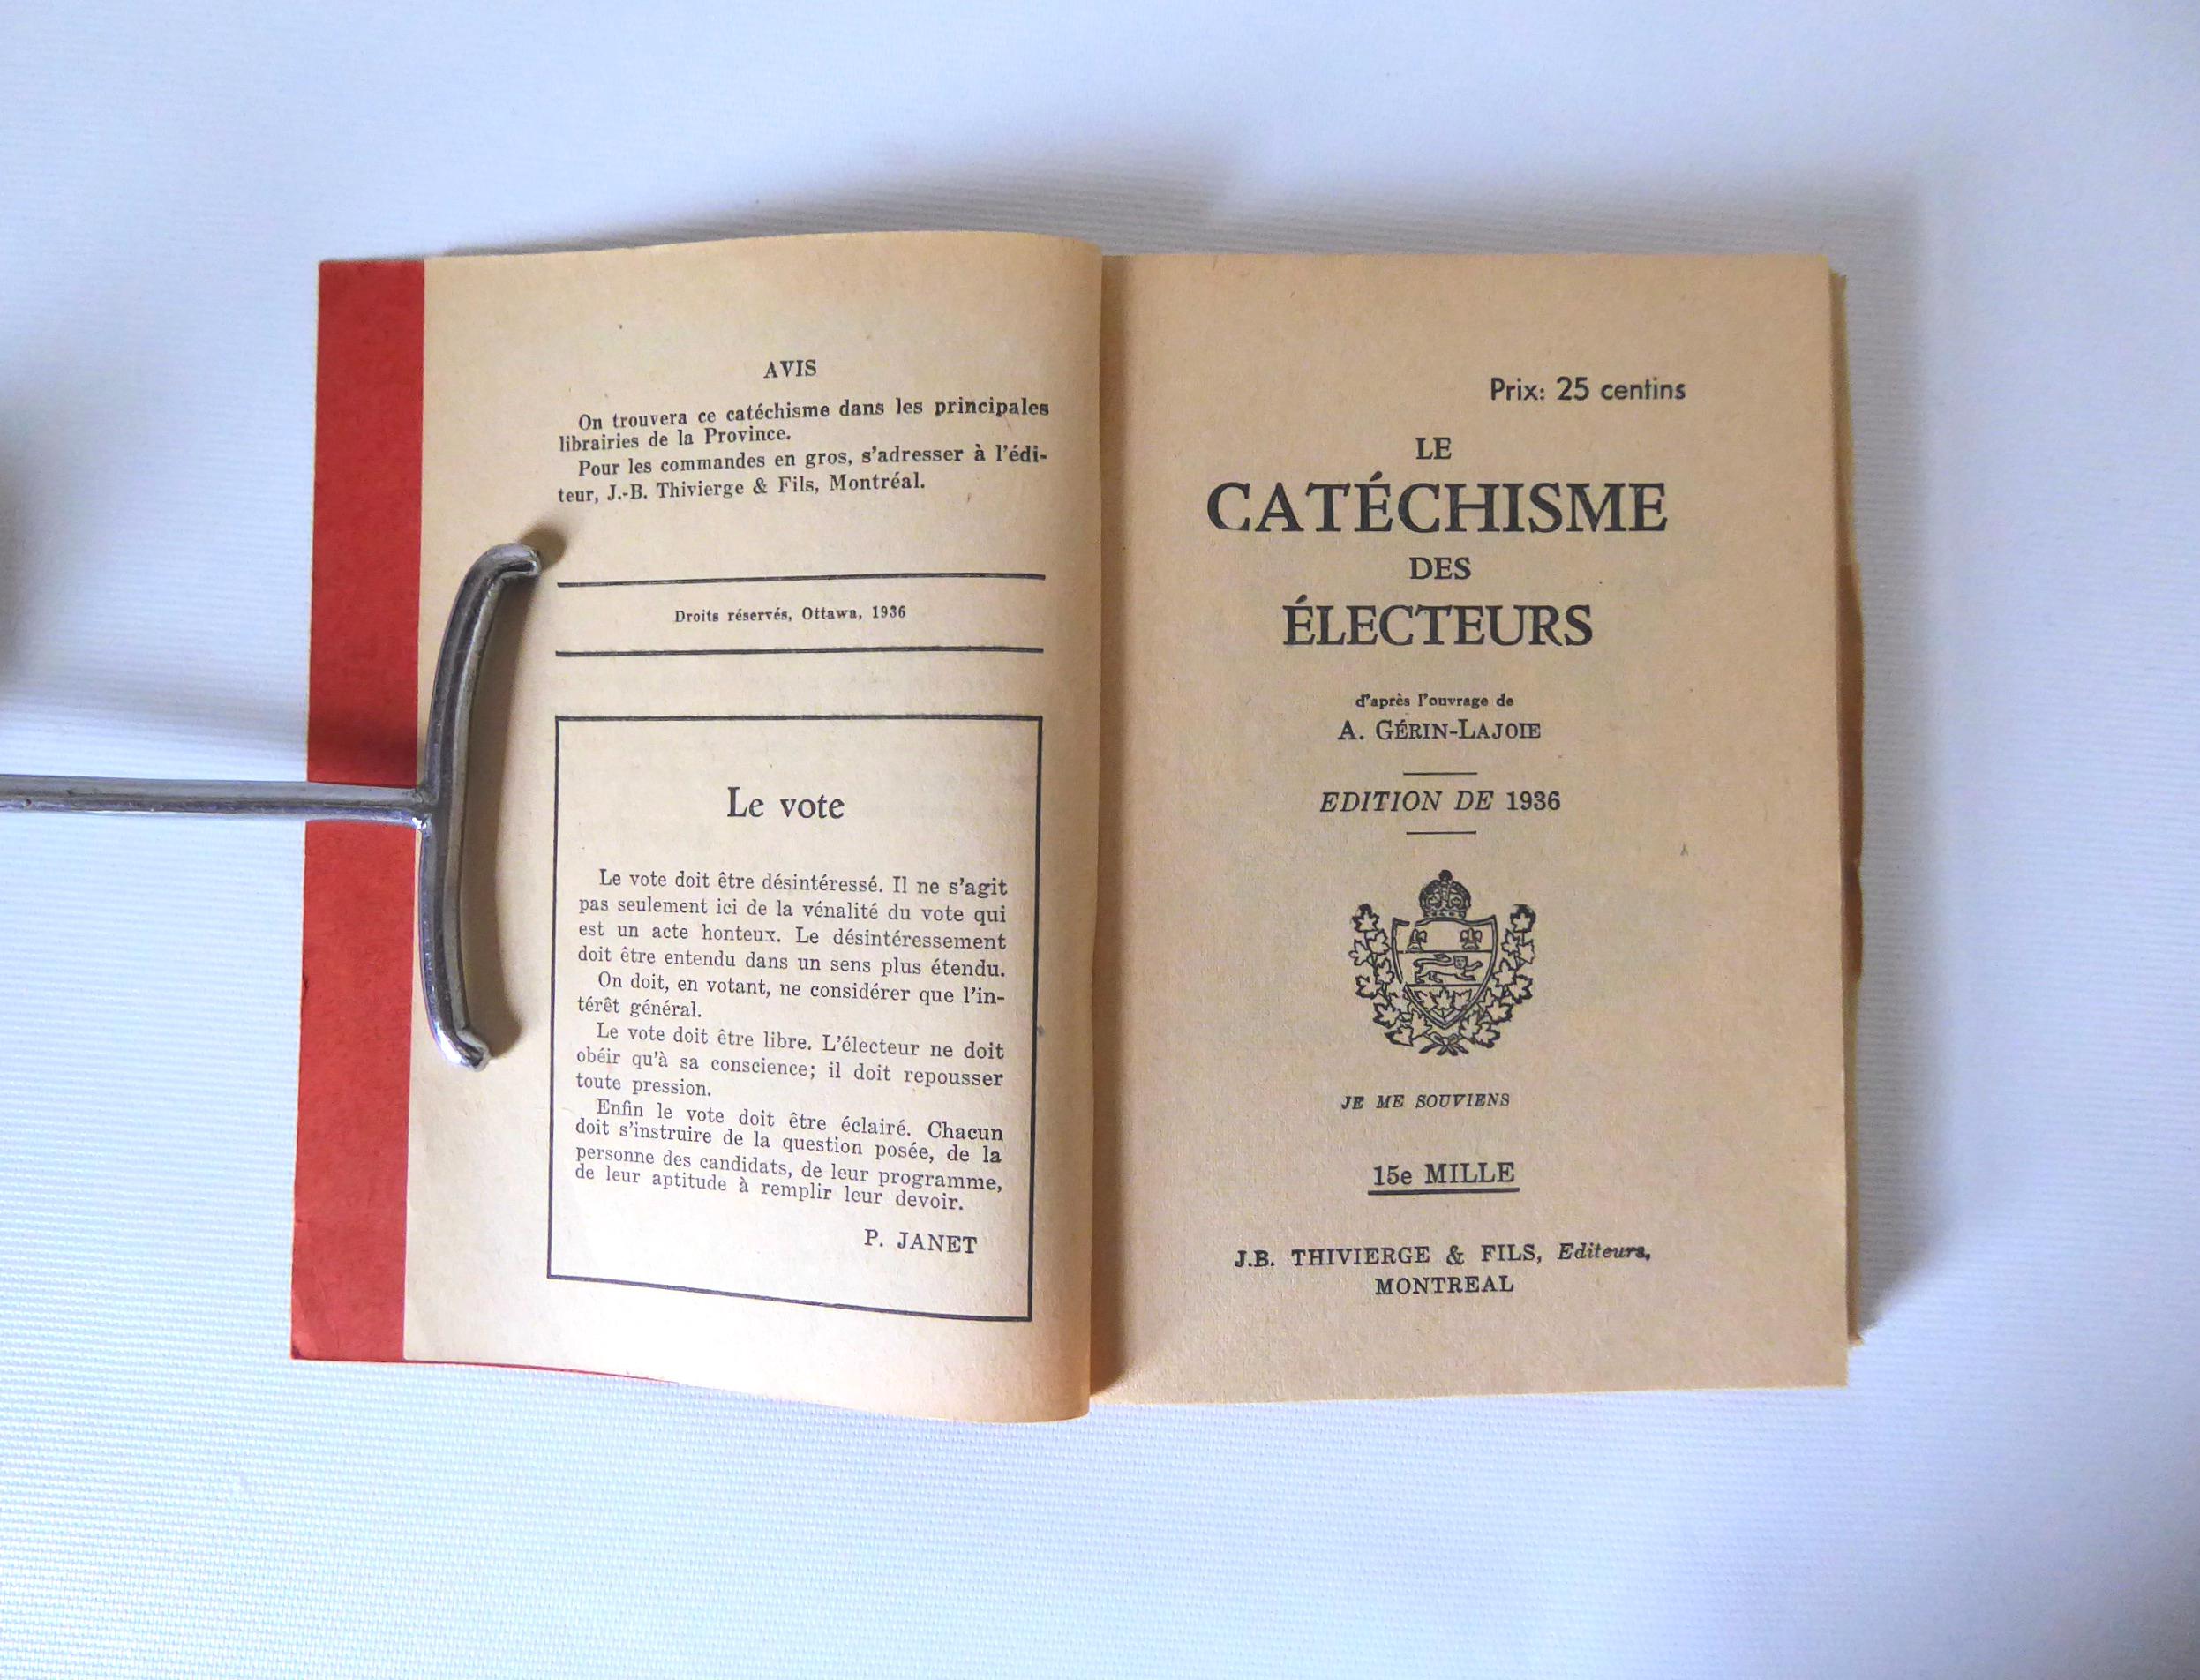 AVIS
On trouvera ce catéchisme dans les principales
librairies de la Province.
Pour les commandes en gros, s'adresser à l'édi-
teur, J.-B. Thivierge & Fils, Montréal.
Droits réservés, Ottawa, 1936
Le vote
Le vote doit être désintéressé. Il ne s'agit
pas seulement ici de la vénalité du vote qui
est un acte honteux. Le désintéressement
doit être entendu dans un sens plus étendu.
On doit, en votant, ne considérer que l'in-
térêt général.
Le vote doit être libre. L'électeur ne doit
obéir qu'à sa conscience; il doit repousser
toute pression.
Enfin le vote doit être éclairé. Chacun
doit s'instruire de la question posée, de la
personne des candidats, de leur programme,
de leur aptitude à remplir leur devoir.
P. JANET
Prix: 25 centins
LE
CATÉCHISME
DES
ÉLECTEURS
d'après l'ouvrage de
A. GÉRIN-LAJOIE
EDITION DE 1936
JE ME SOUVIENS
15e MILLE
J.B. THIVIERGE & FILS, Editeurs,
MONTREAL